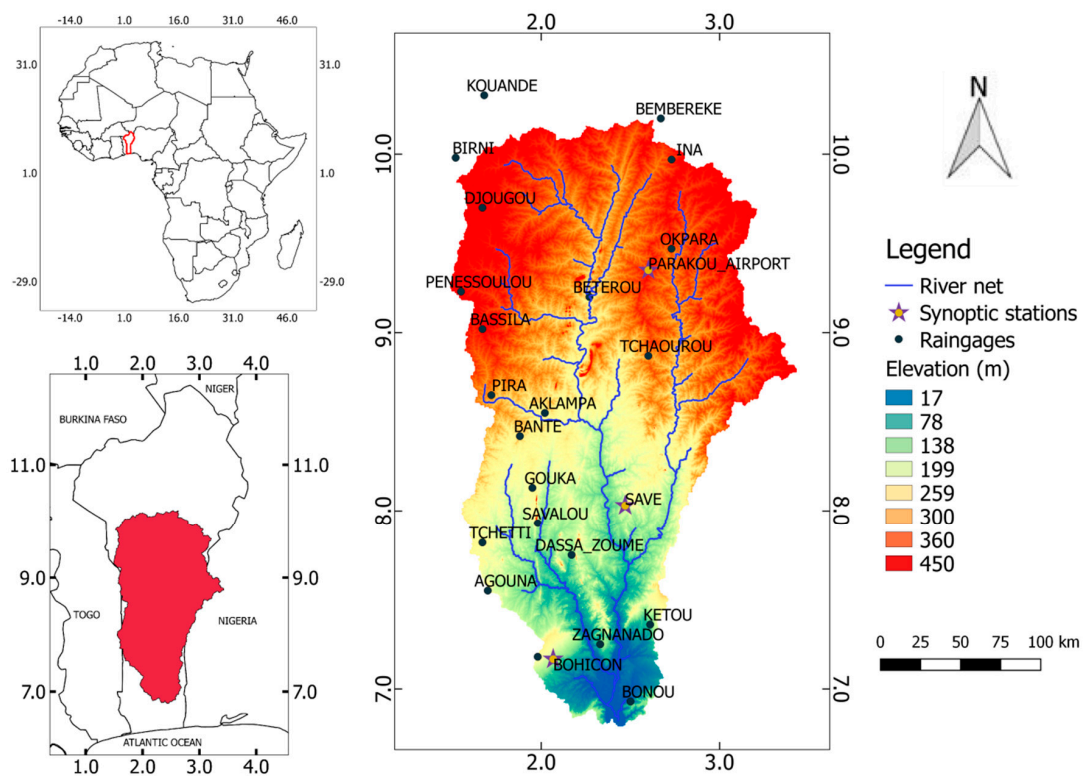 -14.0 1.0 16.0 31.0 46.0
31.0 31.0
1.0 1.0
-29.0 -29.0
-14.0 1.0 16.0 31.0 46.0
1.0 2.0 3.0 4.0
NIGER
BURKINA FASO
11.0 11.0
9.0 9.0
TOGO
NIGERIA
7.0 7.0
ATLANTIC OCEAN
1.0 2.0 3.0 4.0
2.0 3.0
KOUANDE
BEMBEREKE
10.0 10.0
BIRNI
INA
DJOUGOU
OKPARA
PARAKOU_AIRPORT
PENESSOULOU
BETEROU
BASSILA
9.0 9.0
TCHAOUROU
PIRA
AKLAMPA
BANTE
GOUKA
SAVE
8.0 8.0
SAVALOU
TCHETTI
DASSA_ZOUME
AGOUNA
KETOU
ZAGNANADO
BOHICON
7.0 7.0
BONOU
2.0 3.0
N
Legend
River net
Synoptic stations
Raingages
Elevation (m)
17
78
138
199
259
300
360
450
0 25 50 75 100 km